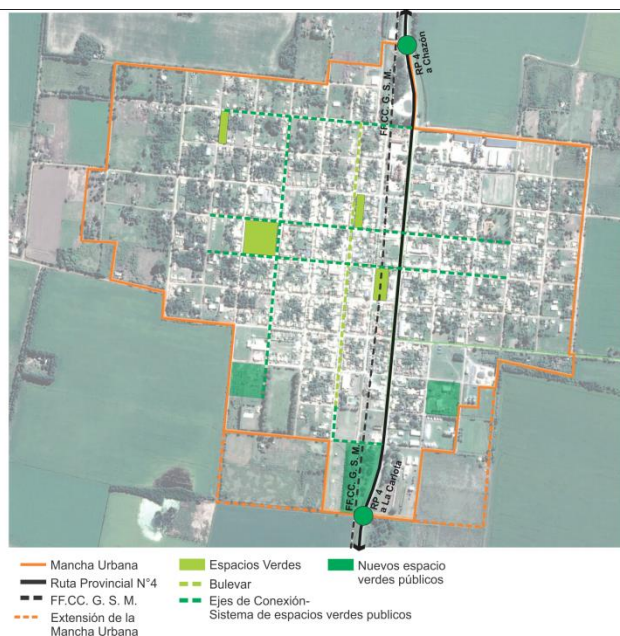 RP 4
a Chazón
FF.CC. G. S. M.
FF.CC. G. S. M.
RP 4
a La Carlota
Mancha Urbana
Ruta Provincial N°4
FF.CC. G. S. M.
Extensión de la
Mancha Urbana
Espacios Verdes
Bulevar
Ejes de Conexión-
Sistema de espacios verdes publicos
Nuevos espacio
verdes públicos